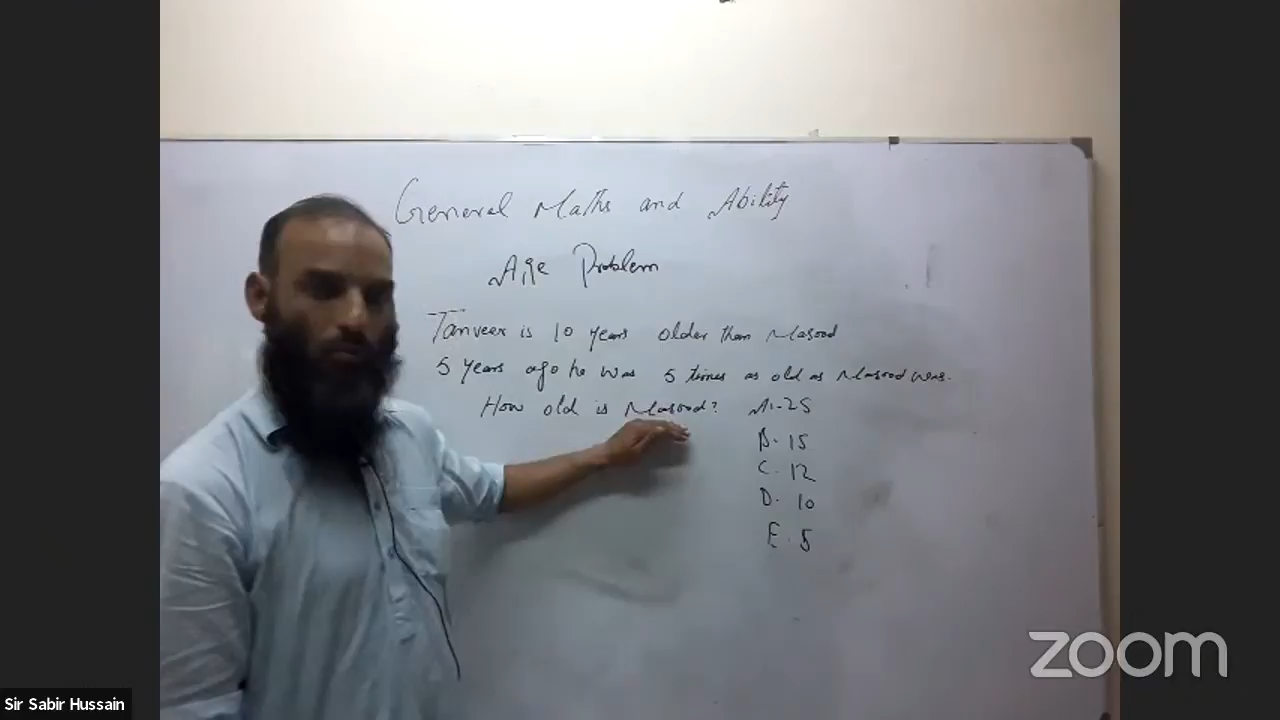 General Maths and Ability
Age Problem
Tanveer is 10 years older than Masood
5 years ago he was 5 times as old as Masood was.
How old is Masood? A. 25
B. 15
C. 12
D. 10
E. 5
zoom
Sir Sabir Hussain